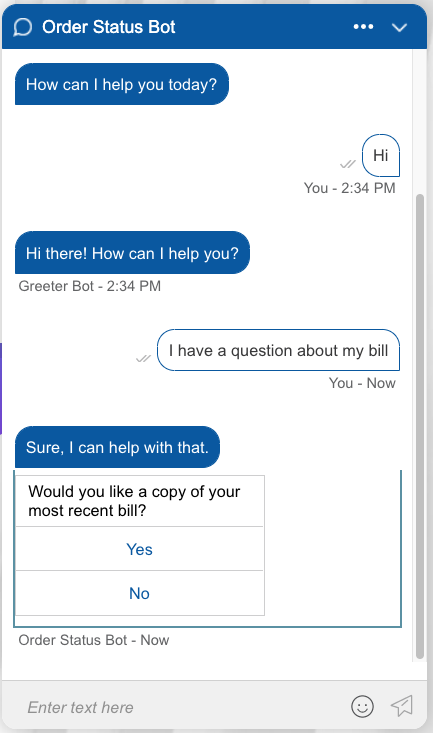 Order Status Bot
How can I help you today?
Hi
You - 2:34 PM
Hi there! How can I help you?
Greeter Bot - 2:34 PM
I have a question about my bill
You - Now
Sure, I can help with that.
Would you like a copy of your
most recent bill?
Yes
No
Order Status Bot - Now
Enter text here